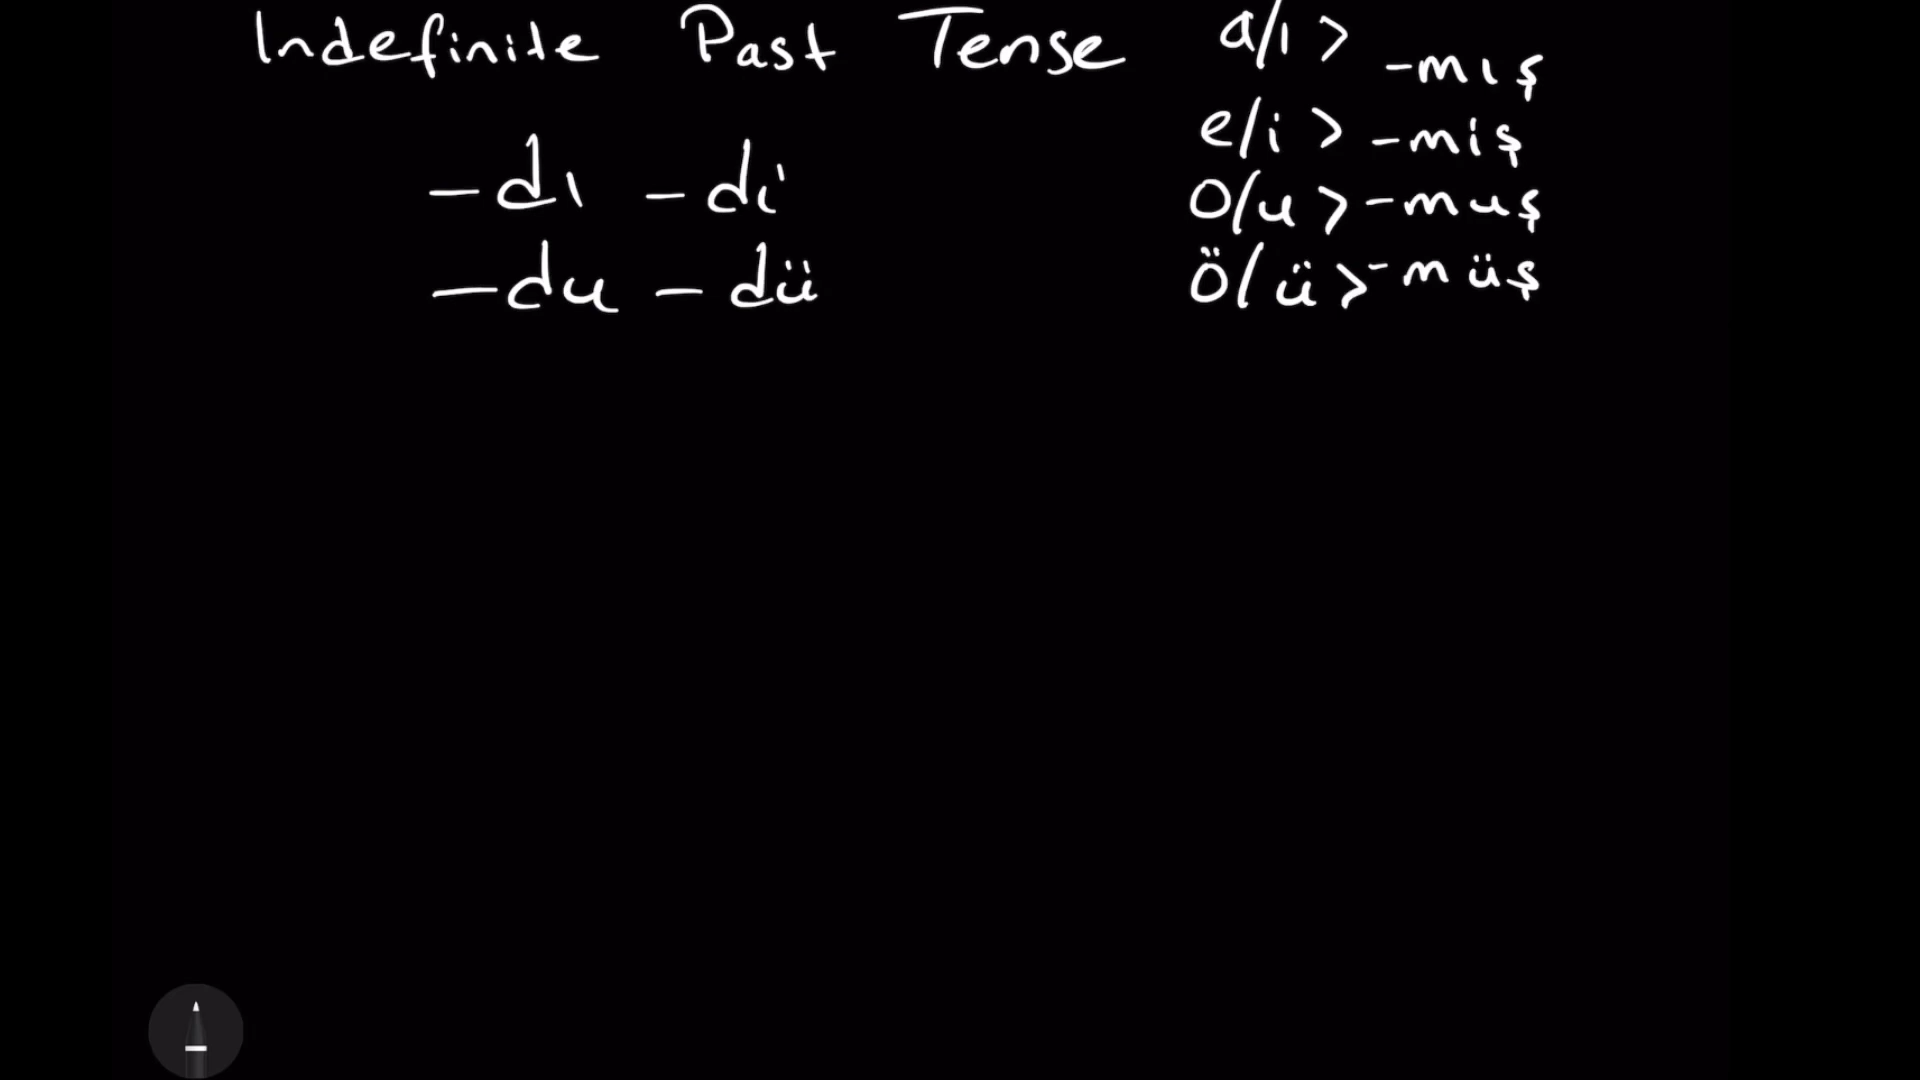 Indefinite Past Tense a/ı > -mış
e/i > -miş
-dı -di
o/u > -muş
-du -dü
ö/ü > -müş